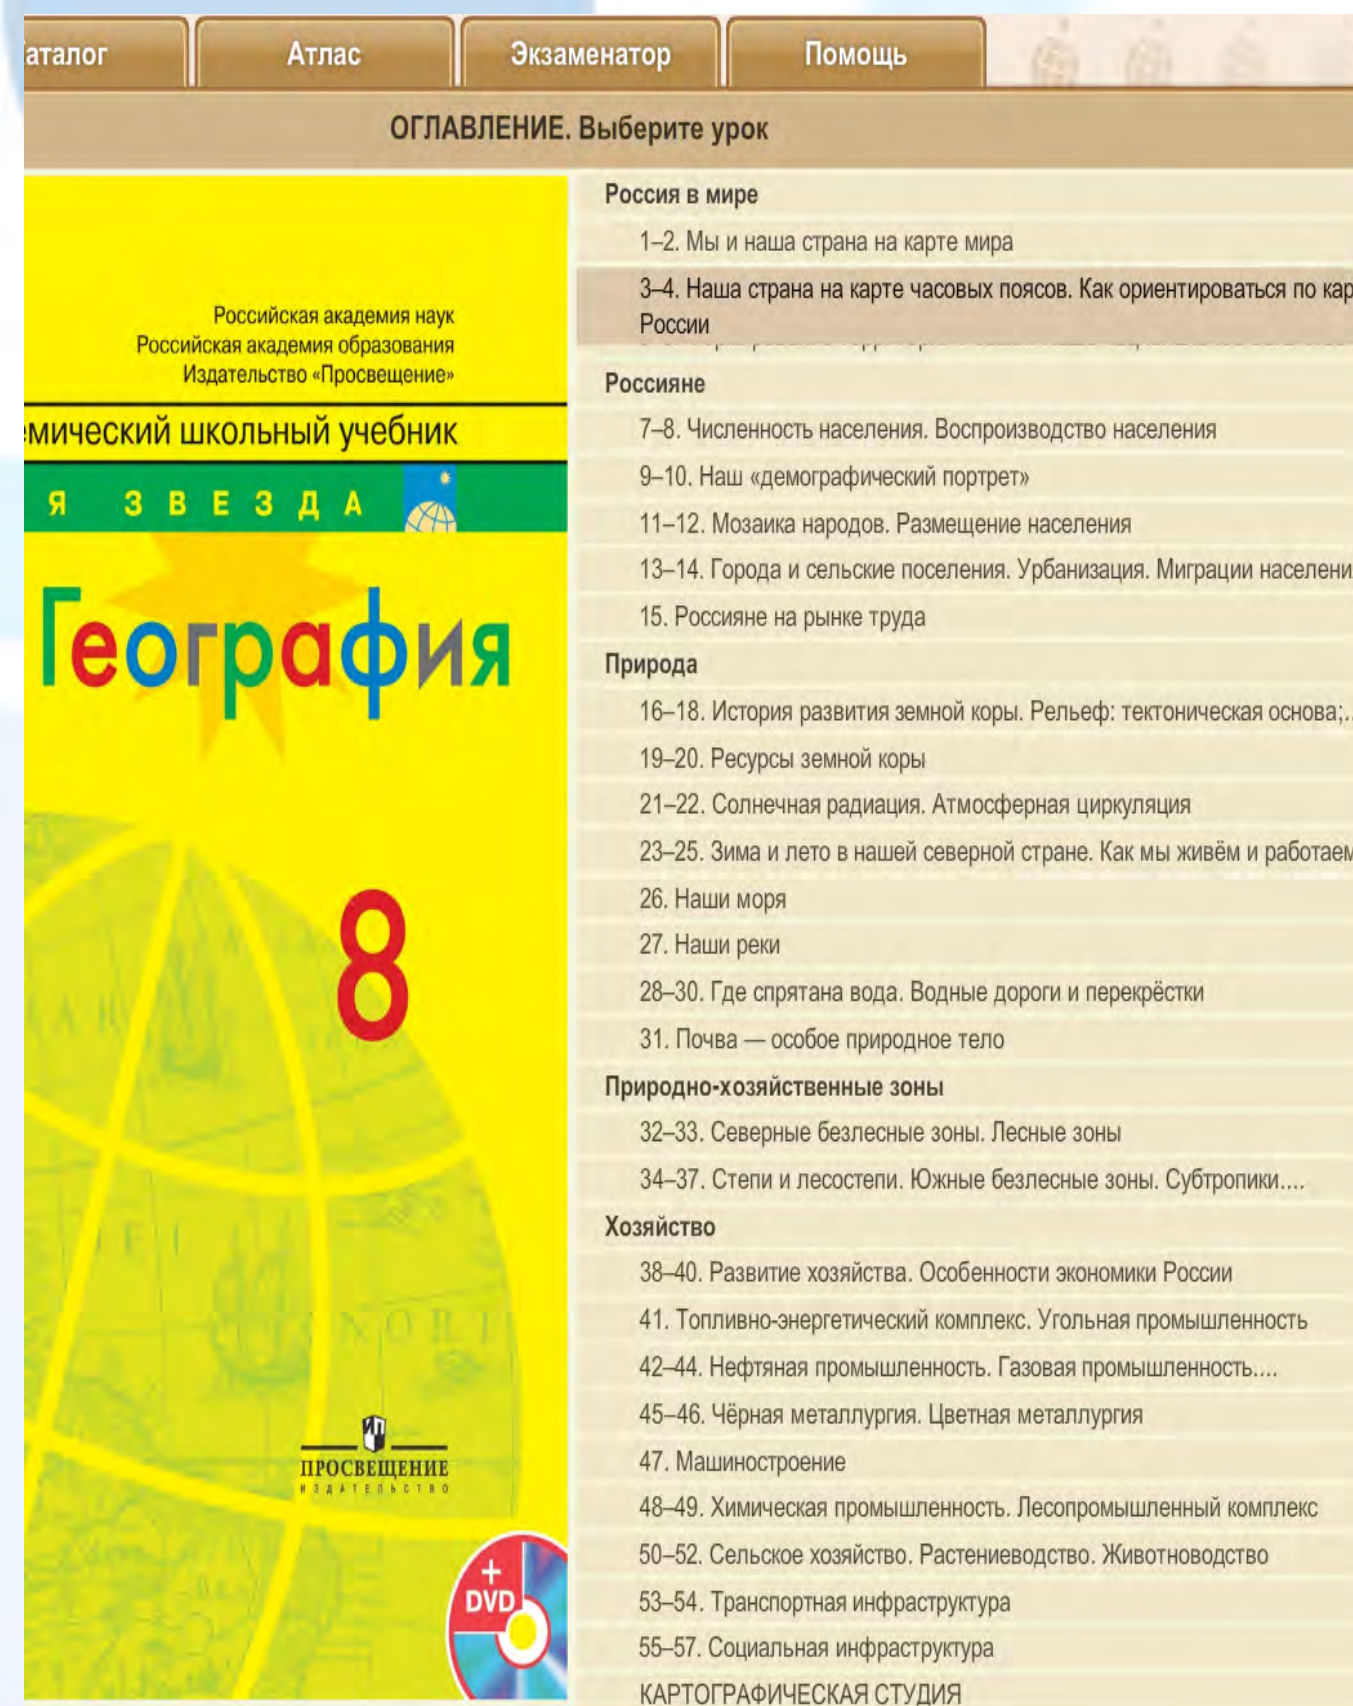 аталог
Атлас
Экзаменатор
Помощь
ОГЛАВЛЕНИЕ. Выберите урок
Российская академия наук
Российская академия образования
Издательство «Просвещение»
емический школьный учебник
Я ЗВЕЗДА
География
8
ПРОСВЕЩЕНИЕ
ИЗДАТЕЛЬСТВО
+
DVD
Россия в мире
1–2. Мы и наша страна на карте мира
3–4. Наша страна на карте часовых поясов. Как ориентироваться по кар
России
Россияне
7–8. Численность населения. Воспроизводство населения
9–10. Наш «демографический портрет»
11–12. Мозаика народов. Размещение населения
13–14. Города и сельские поселения. Урбанизация. Миграции населени
15. Россияне на рынке труда
Природа
16–18. История развития земной коры. Рельеф: тектоническая основа;..
19–20. Ресурсы земной коры
21–22. Солнечная радиация. Атмосферная циркуляция
23–25. Зима и лето в нашей северной стране. Как мы живём и работаем
26. Наши моря
27. Наши реки
28–30. Где спрятана вода. Водные дороги и перекрёстки
31. Почва — особое природное тело
Природно-хозяйственные зоны
32–33. Северные безлесные зоны. Лесные зоны
34–37. Степи и лесостепи. Южные безлесные зоны. Субтропики....
Хозяйство
38–40. Развитие хозяйства. Особенности экономики России
41. Топливно-энергетический комплекс. Угольная промышленность
42–44. Нефтяная промышленность. Газовая промышленность....
45–46. Чёрная металлургия. Цветная металлургия
47. Машиностроение
48–49. Химическая промышленность. Лесопромышленный комплекс
50–52. Сельское хозяйство. Растениеводство. Животноводство
53–54. Транспортная инфраструктура
55–57. Социальная инфраструктура
КАРТОГРАФИЧЕСКАЯ СТУДИЯ